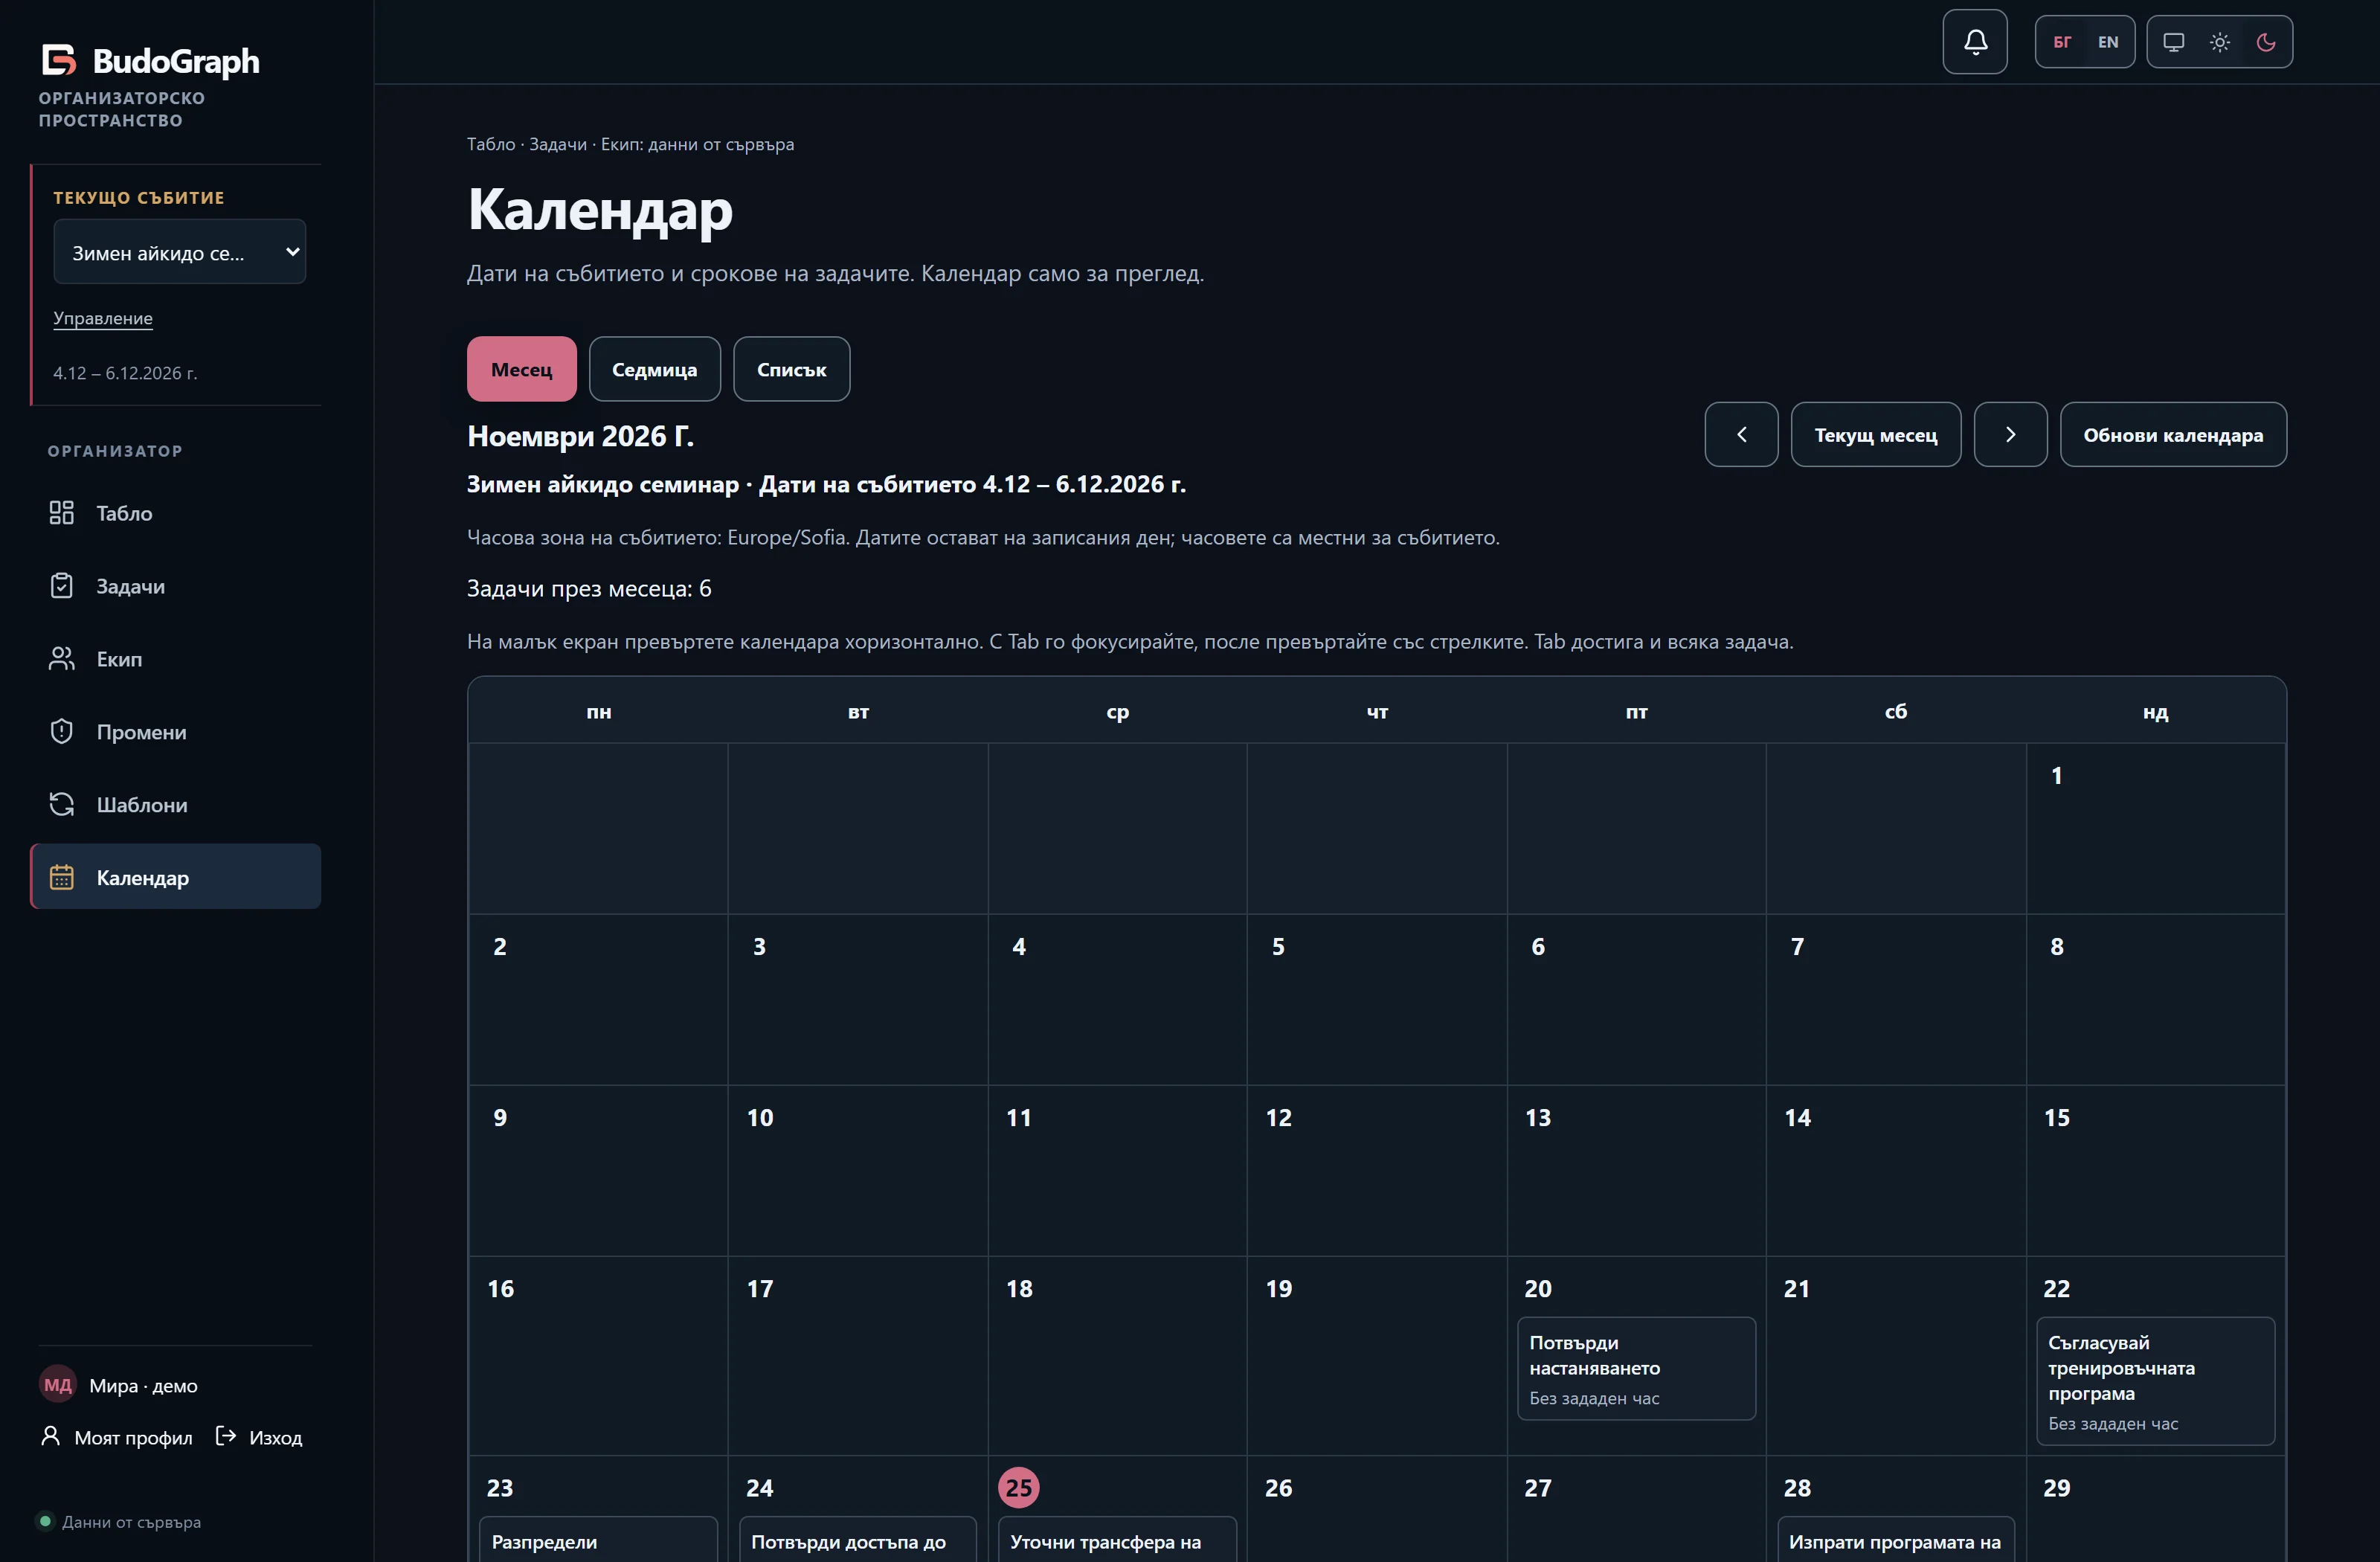 BudoGraph
ОРГАНИЗАТОРСКО
ПРОСТРАНСТВО
ТЕКУЩО СЪБИТИЕ
Зимен айкидо се...
Управление
4.12 – 6.12.2026 г.
ОРГАНИЗАТОР
Табло
Задачи
Екип
Промени
Шаблони
Календар
МД Мира · демо
Моят профил Изход
Данни от сървъра
БГ EN
Табло · Задачи · Екип: данни от сървъра
Календар
Дати на събитието и срокове на задачите. Календар само за преглед.
Месец Седмица Списък
Ноември 2026 Г.
Текущ месец Обнови календара
Зимен айкидо семинар · Дати на събитието 4.12 – 6.12.2026 г.
Часова зона на събитието: Europe/Sofia. Датите остават на записания ден; часовете са местни за събитието.
Задачи през месеца: 6
На малък екран превъртете календара хоризонтално. С Tab го фокусирайте, после превъртайте със стрелките. Tab достига и всяка задача.
пн вт ср чт пт сб нд
1
2 3 4 5 6 7 8
9 10 11 12 13 14 15
16 17 18 19 20 21 22
Потвърди
настаняването
Без зададен час
Съгласувай
тренировъчната
програма
Без зададен час
23 24 25 26 27 28 29
Разпредели
Потвърди достъпа до
Уточни трансфера на
Изпрати програмата на